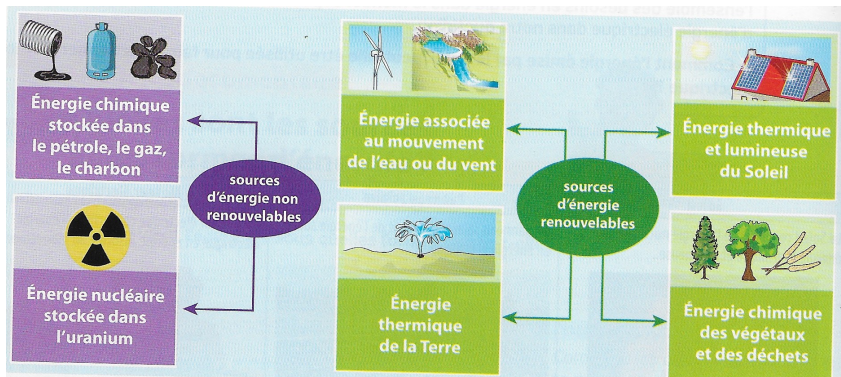 Énergie chimique
stockée dans
le pétrole, le gaz,
le charbon
sources
d'énergie non
renouvelables
Énergie nucléaire
stockée dans
l'uranium
Énergie associée
au mouvement
de l'eau ou du vent
Énergie
thermique
de la Terre
sources
d'énergie
renouvelables
Énergie thermique
et lumineuse
du Soleil
Énergie chimique
des végétaux
et des déchets